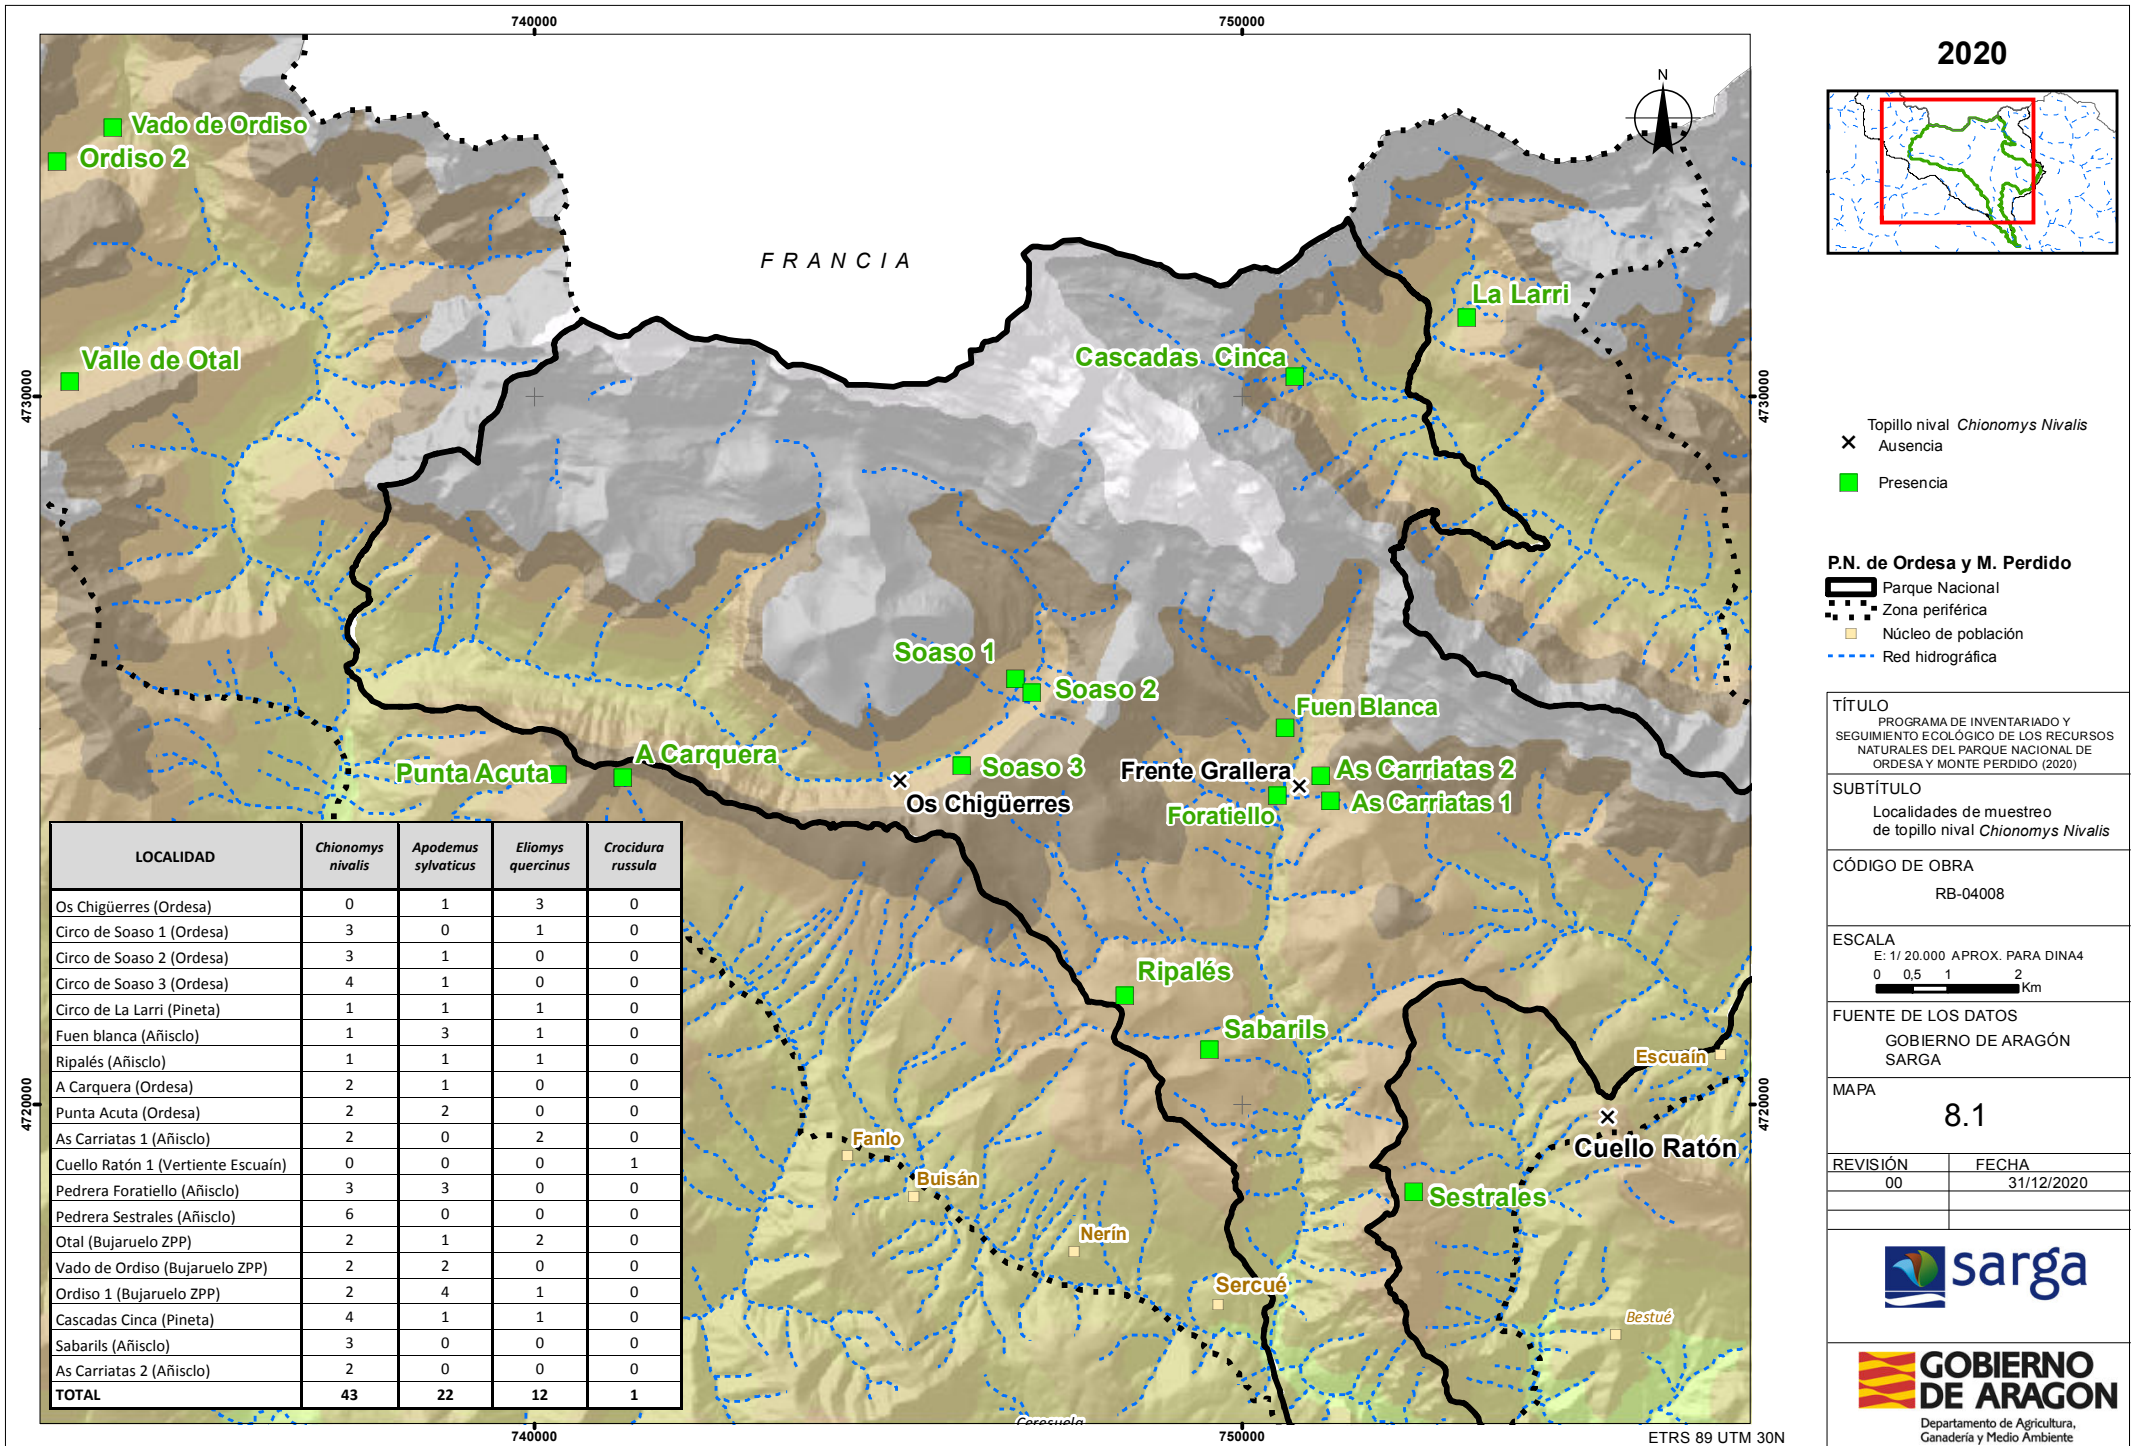 740000
750000
2020
N
Vado de Ordiso
Ordiso 2
FRANCIA
La Larri
Cascadas Cinca
Valle de Otal
4730000
4730000
Topillo nival Chionomys Nivalis
Ausencia
Presencia
P.N. de Ordesa y M. Perdido
Parque Nacional
Zona periférica
Núcleo de población
Red hidrográfica
Soaso 1
Soaso 2
Fuen Blanca
A Carquera
Punta Acuta
Soaso 3
Frente Grallera
As Carriatas 2
Os Chigüerres
As Carriatas 1
Foratiello
Ripalés
Sabarils
Escuaín
4720000
4720000
Cuello Ratón
Fanlo
Buisán
Sestrales
Nerín
Sercué
Bestué
Ceresuela
740000
750000
ETRS 89 UTM 30N
LOCALIDAD Chionomys nivalis Apodemus sylvaticus Eliomys quercinus Crocidura russula
Os Chigüerres (Ordesa) 0 1 3 0
Circo de Soaso 1 (Ordesa) 3 0 1 0
Circo de Soaso 2 (Ordesa) 3 1 0 0
Circo de Soaso 3 (Ordesa) 4 1 0 0
Circo de La Larri (Pineta) 1 1 1 0
Fuen blanca (Añisclo) 1 3 1 0
Ripalés (Añisclo) 1 1 1 0
A Carquera (Ordesa) 2 1 0 0
Punta Acuta (Ordesa) 2 2 0 0
As Carriatas 1 (Añisclo) 2 0 2 0
Cuello Ratón 1 (Vertiente Escuaín) 0 0 0 1
Pedrera Foratiello (Añisclo) 3 3 0 0
Pedrera Sestrales (Añisclo) 6 0 0 0
Otal (Bujaruelo ZPP) 2 1 2 0
Vado de Ordiso (Bujaruelo ZPP) 2 2 0 0
Ordiso 1 (Bujaruelo ZPP) 2 4 1 0
Cascadas Cinca (Pineta) 4 1 1 0
Sabarils (Añisclo) 3 0 0 0
As Carriatas 2 (Añisclo) 2 0 0 0
TOTAL 43 22 12 1
TÍTULO
PROGRAMA DE INVENTARIADO Y
SEGUIMIENTO ECOLÓGICO DE LOS RECURSOS
NATURALES DEL PARQUE NACIONAL DE
ORDESA Y MONTE PERDIDO (2020)
SUBTÍTULO
Localidades de muestreo
de topillo nival Chionomys Nivalis
CÓDIGO DE OBRA
RB-04008
ESCALA
E: 1/ 20.000 APROX. PARA DINA4
0 0,5 1 2
Km
FUENTE DE LOS DATOS
GOBIERNO DE ARAGÓN
SARGA
MAPA
8.1
REVISIÓN FECHA
00 31/12/2020
sarga
GOBIERNO
DE ARAGON
Departamento de Agricultura,
Ganadería y Medio Ambiente